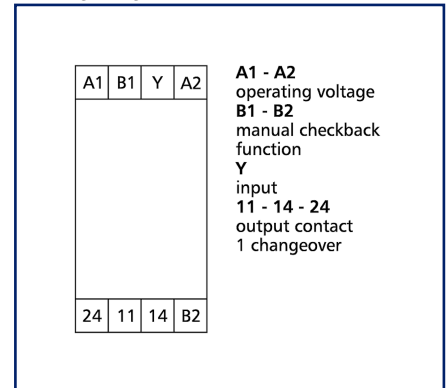 A1 B1 Y A2
A1 - A2
operating voltage
B1 - B2
manual checkback
function
Y
input
11 - 14 - 24
output contact
1 changeover
24 11 14 B2